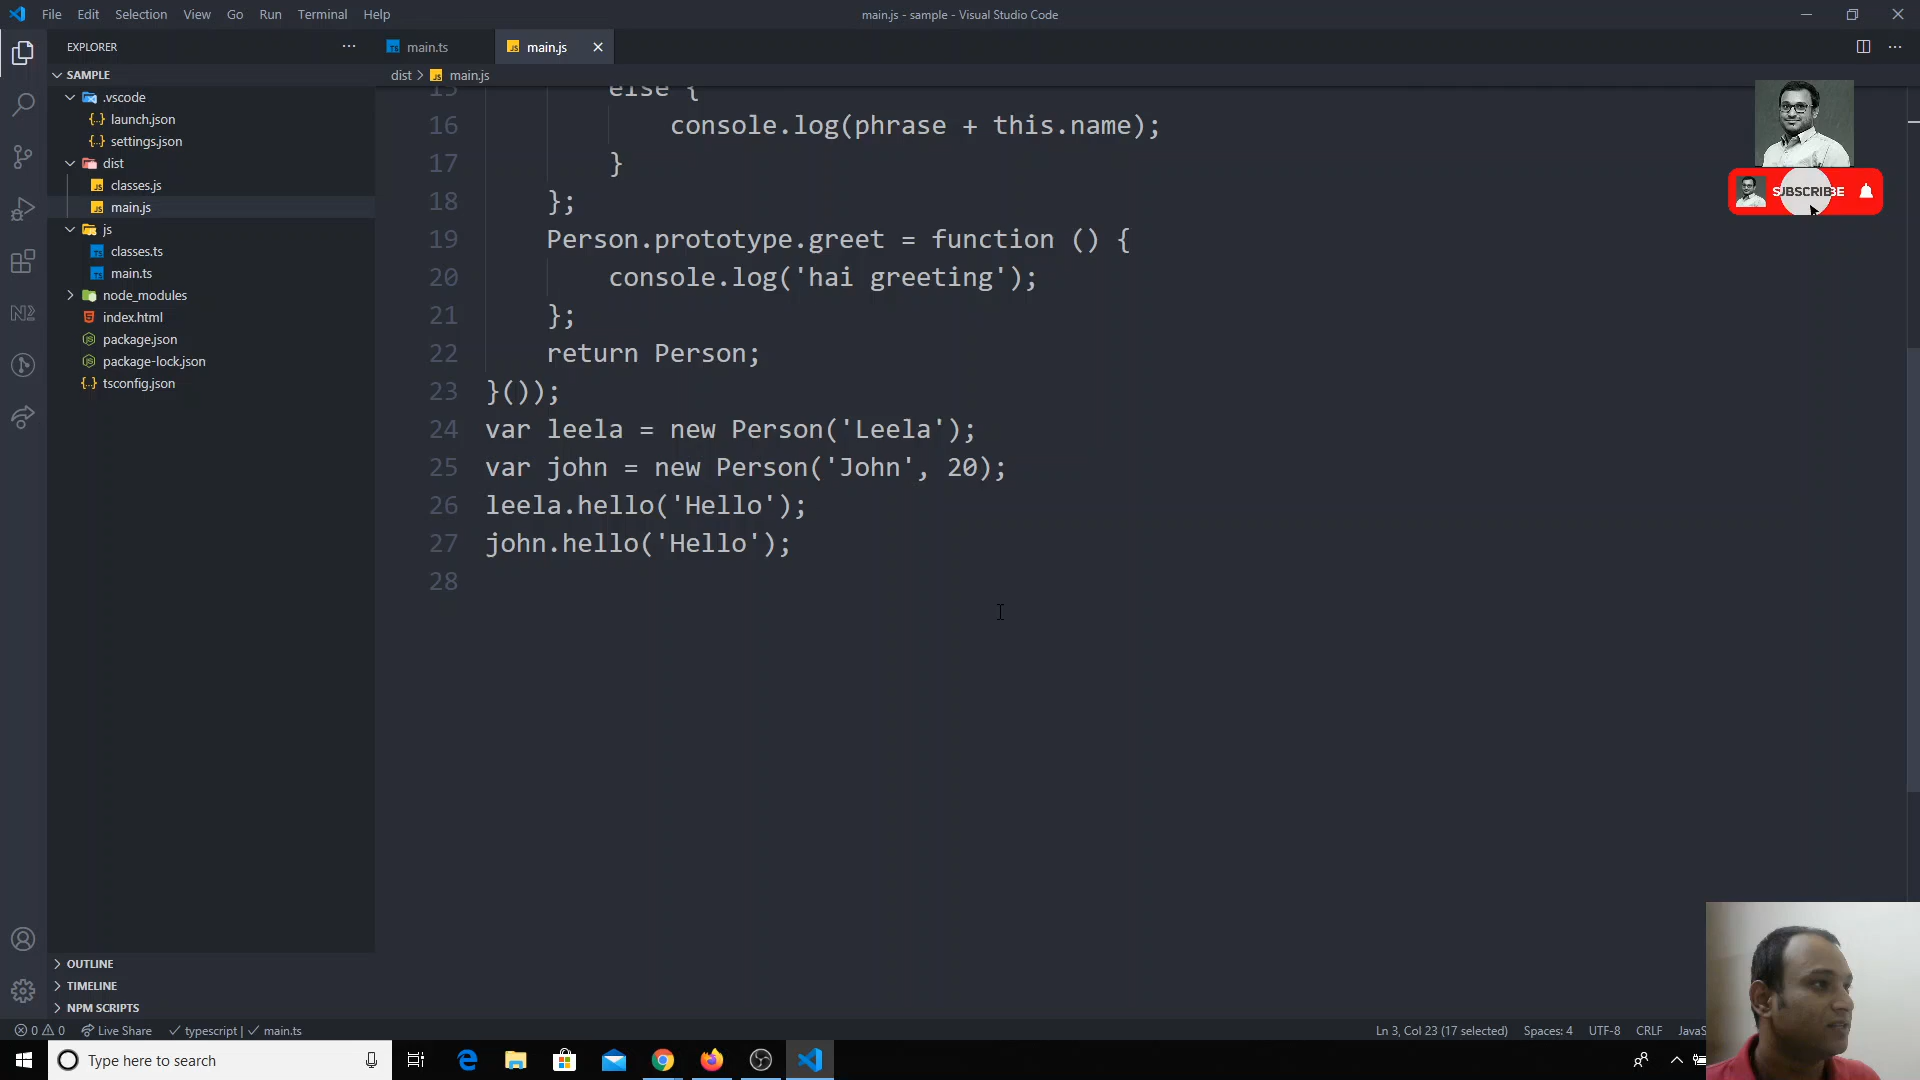 File Edit Selection View Go Run Terminal Help
main.js - sample - Visual Studio Code
EXPLORER
main.ts
main.js
SAMPLE
dist
main.js
.vscode
launch.json
settings.json
dist
classes.js
main.js
js
classes.ts
main.ts
node_modules
index.html
package.json
package-lock.json
tsconfig.json
15 else {
16 console.log(phrase + this.name);
17 }
18 };
19 Person.prototype.greet = function () {
20 console.log('hai greeting');
21 };
22 return Person;
23 }());
24 var leela = new Person('Leela');
25 var john = new Person('John', 20);
26 leela.hello('Hello');
27 john.hello('Hello');
28
SUBSCRIBE
OUTLINE
TIMELINE
NPM SCRIPTS
0 0 Live Share typescript | main.ts
Ln 3, Col 23 (17 selected) Spaces: 4 UTF-8 CRLF JavaS
Type here to search